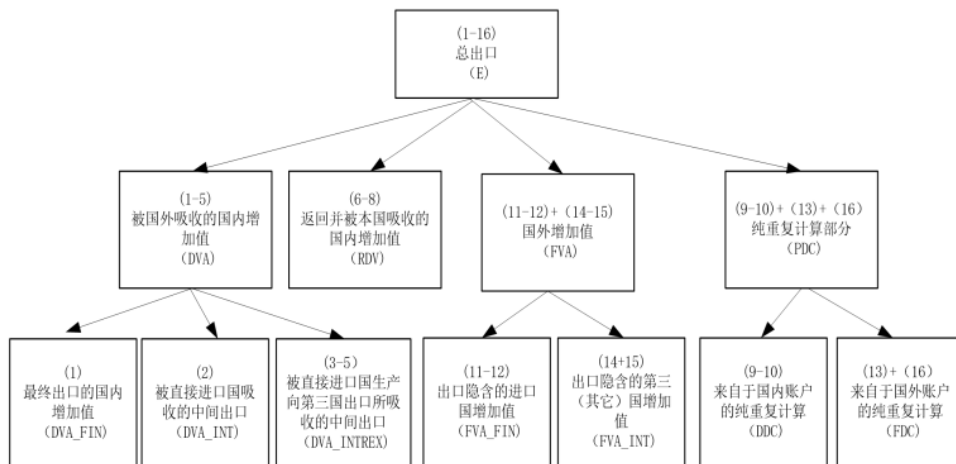 (1-16)
总出口
(E)
(1-5)
被国外吸收的国内增
加值
(DVA)
(6-8)
返回并被本国吸收的
国内增加值
(RDV)
(11-12)+（14-15)
国外增加值
(FVA)
(9-10)+（13)+（16)
纯重复计算部分
(PDC)
(1)
最终出口的国内
增加值
(DVA_FIN)
(2)
被直接进口国吸
收的中间出口
(DVA_INT)
(3-5)
被直接进口国生产
向第三国出口所吸
收的中间出口
(DVA_INTREX)
(11-12)
出口隐含的进口
国增加值
(FVA_FIN)
(14+15)
出口隐含的第三
（其它）国增加
值
(FVA_INT)
(9-10)
来自于国内账户
的纯重复计算
(DDC)
(13)+（16)
来自于国外账户
的纯重复计算
(FDC)